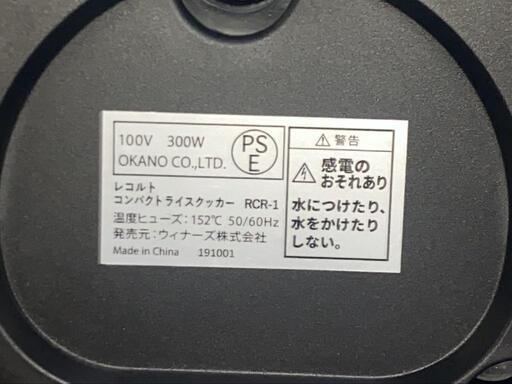 100V 300W
OKANO CO.,LTD.
PS
E
レコルト
コンパクトライスクッカー RCR-1
温度ヒューズ:152℃ 50/60Hz
発売元:ウィナーズ株式会社
Made in China 191001
⚠警告
感電の
おそれあり
水につけたり、
水をかけたり
しない。